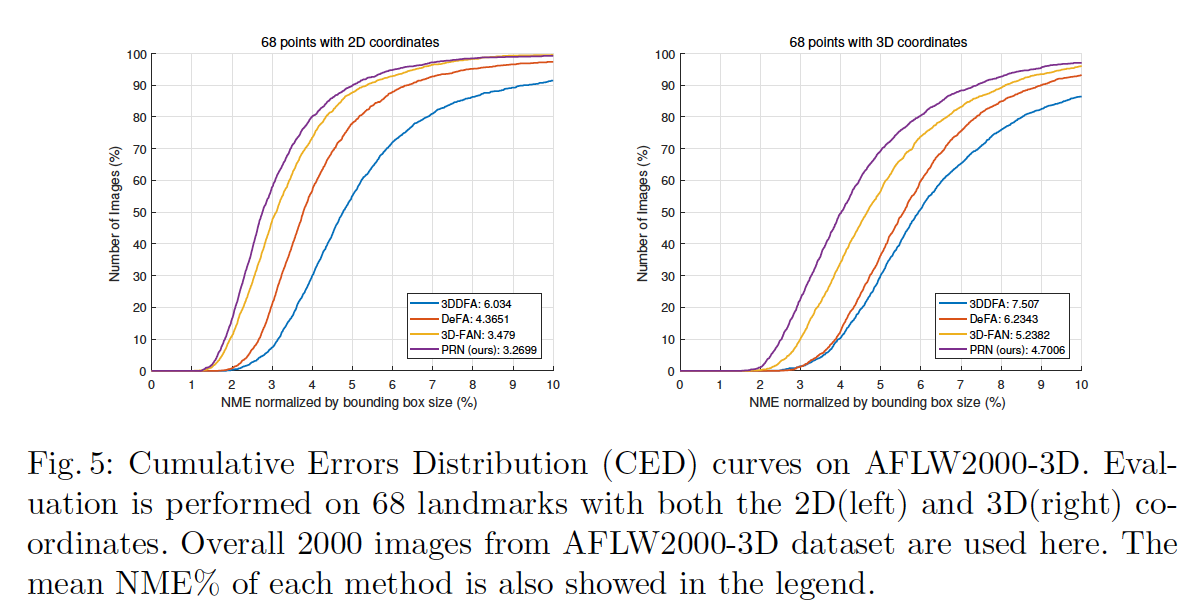 68 points with 2D coordinates
Number of Images (%)
100
90
80
70
60
50
40
30
20
10
0
0 1 2 3 4 5 6 7 8 9 10
NME normalized by bounding box size (%)
3DDFA: 6.034
DeFA: 4.3651
3D-FAN: 3.479
PRN (ours): 3.2699
68 points with 3D coordinates
Number of Images (%)
100
90
80
70
60
50
40
30
20
10
0
0 1 2 3 4 5 6 7 8 9 10
NME normalized by bounding box size (%)
3DDFA: 7.507
DeFA: 6.2343
3D-FAN: 5.2382
PRN (ours): 4.7006
Fig. 5: Cumulative Errors Distribution (CED) curves on AFLW2000-3D. Eval-
uation is performed on 68 landmarks with both the 2D(left) and 3D(right) co-
ordinates. Overall 2000 images from AFLW2000-3D dataset are used here. The
mean NME% of each method is also showed in the legend.